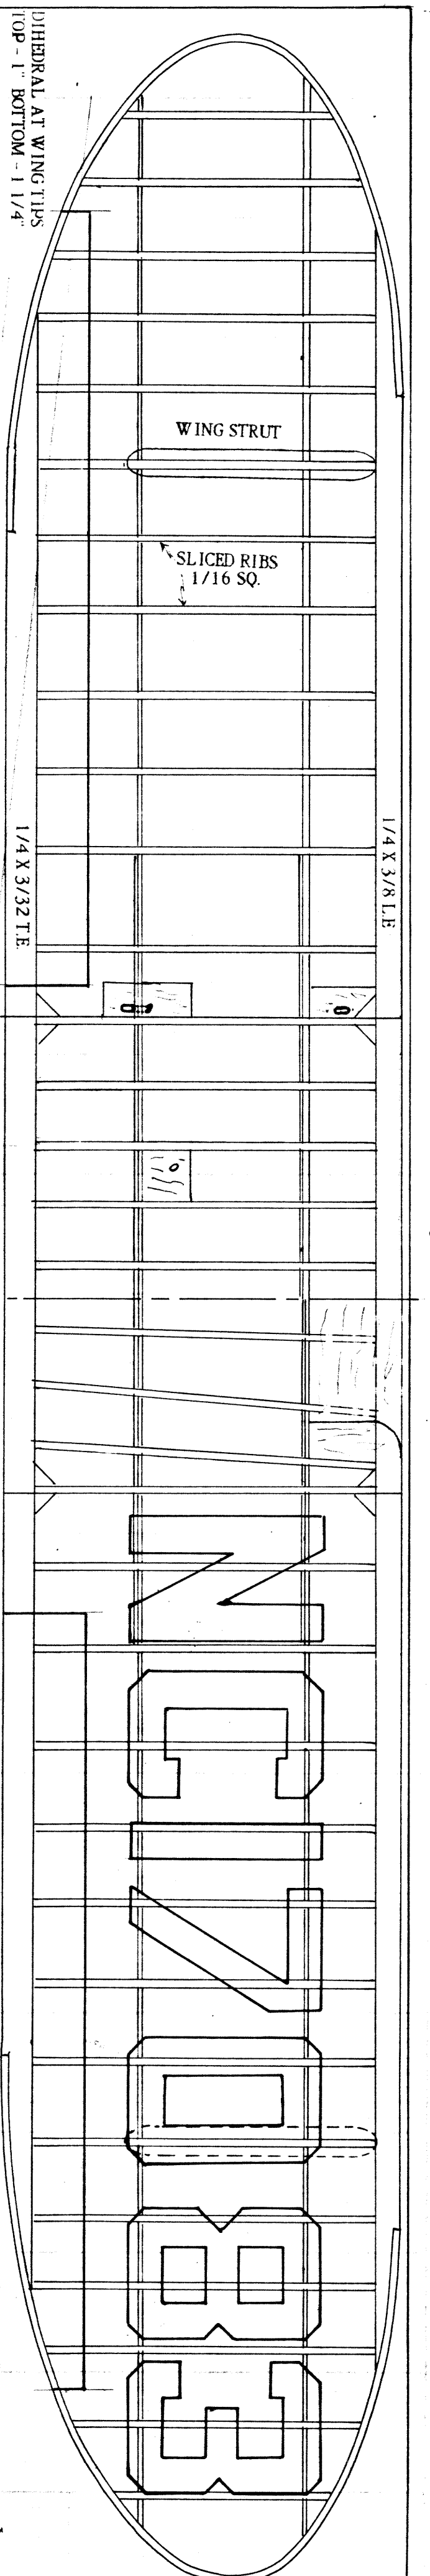 DIHEDRAL AT WING TIPS
TOP - 1" BOTTOM - 1 1/4"
WING STRUT
SLICED RIBS
1/16 SQ.
1/4 X 3/8 L.E
1/4 X 3/32 T.E.
NC17083